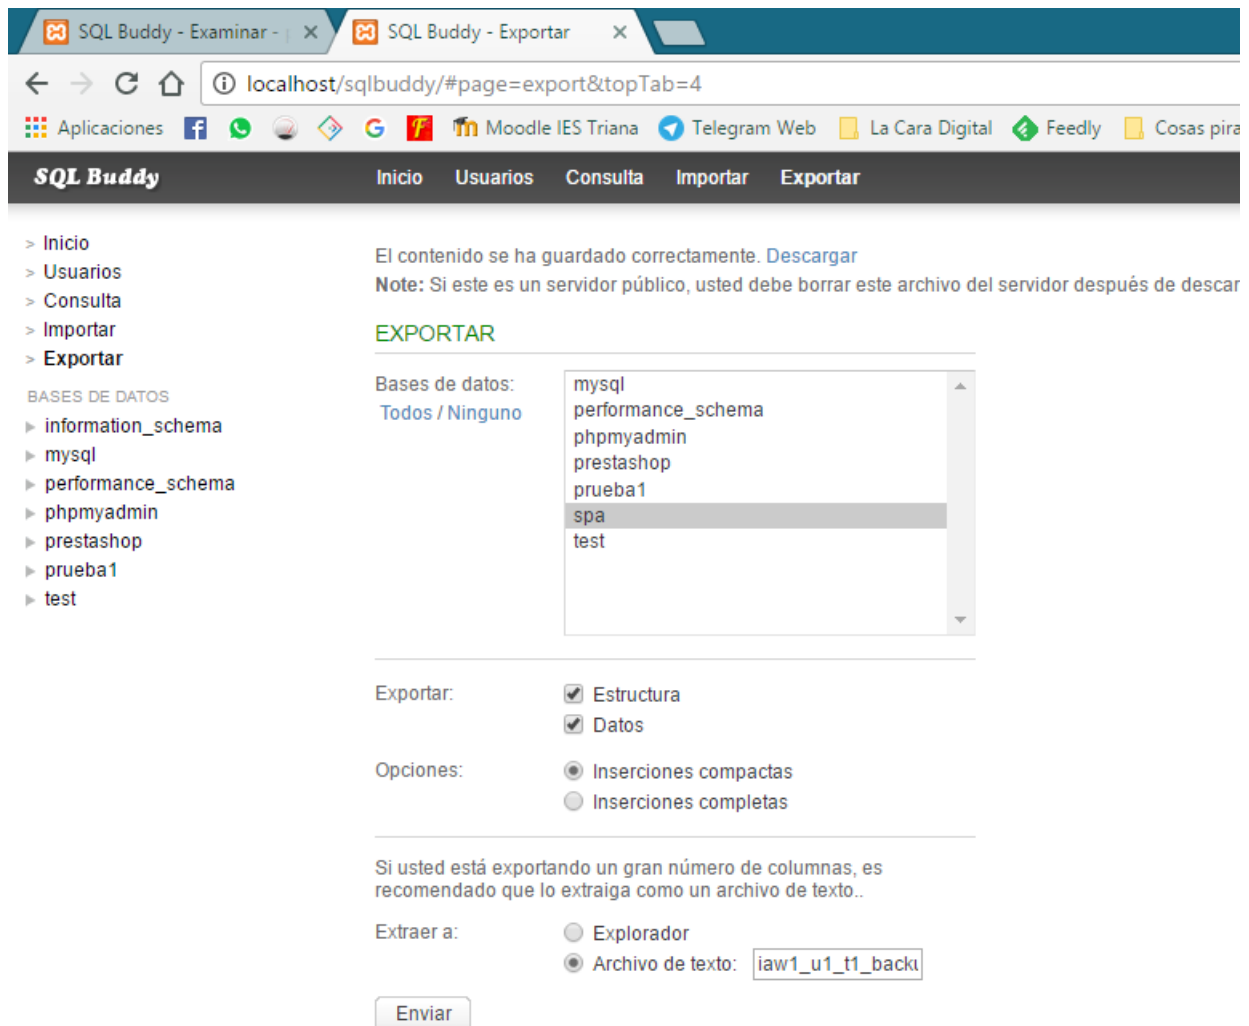 SQL Buddy - Examinar -
SQL Buddy - Exportar
localhost/sqlbuddy/#page=export&topTab=4
Aplicaciones
Moodle IES Triana
Telegram Web
La Cara Digital
Feedly
Cosas pira
SQL Buddy
Inicio Usuarios Consulta Importar Exportar
> Inicio
> Usuarios
> Consulta
> Importar
> Exportar
BASES DE DATOS
information_schema
mysql
performance_schema
phpmyadmin
prestashop
prueba1
test
El contenido se ha guardado correctamente. Descargar
Note: Si este es un servidor público, usted debe borrar este archivo del servidor después de descar
EXPORTAR
Bases de datos:
Todos / Ninguno
mysql
performance_schema
phpmyadmin
prestashop
prueba1
spa
test
Exportar:
Estructura
Datos
Opciones:
Inserciones compactas
Inserciones completas
Si usted está exportando un gran número de columnas, es
recomendado que lo extraiga como un archivo de texto..
Extraer a:
Explorador
Archivo de texto: iaw1_u1_t1_backu
Enviar